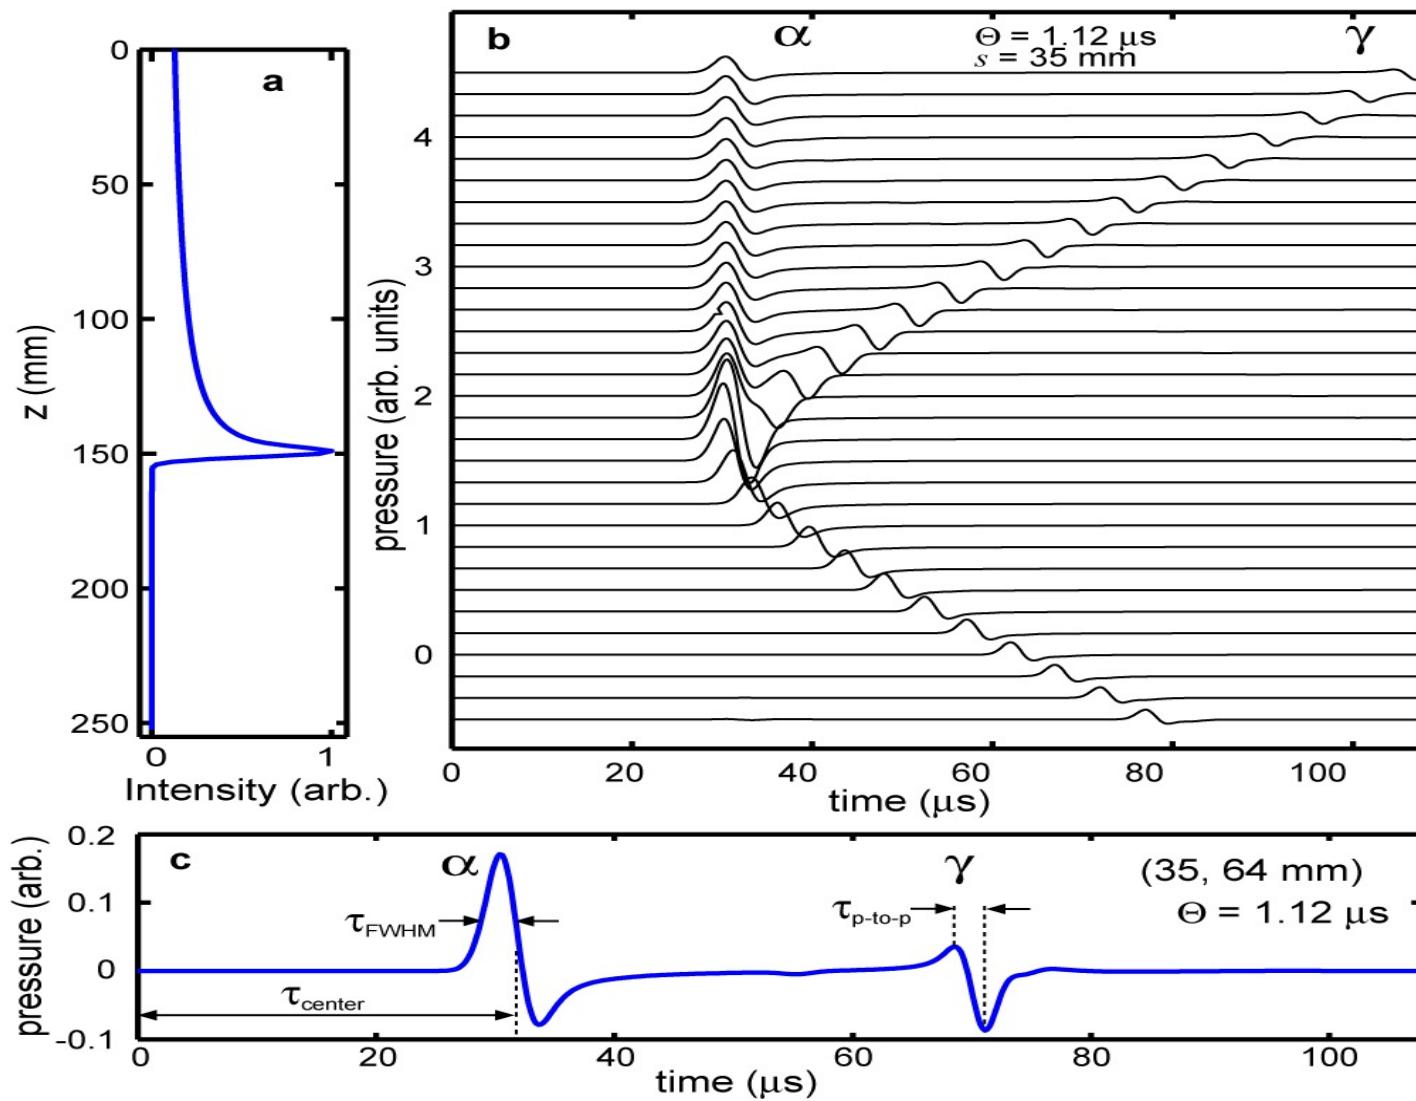 a
0
50
100
150
200
250
z (mm)
0 1
Intensity (arb.)
b α Θ = 1.12 μs γ
s = 35 mm
4
3
2
1
0
pressure (arb. units)
0 20 40 60 80 100
time (μs)
c α γ (35, 64 mm)
Θ = 1.12 μs
0.2
0.1
0
-0.1
pressure (arb.)
τFWHM
τp-to-p
τcenter
0 20 40 60 80 100
time (μs)